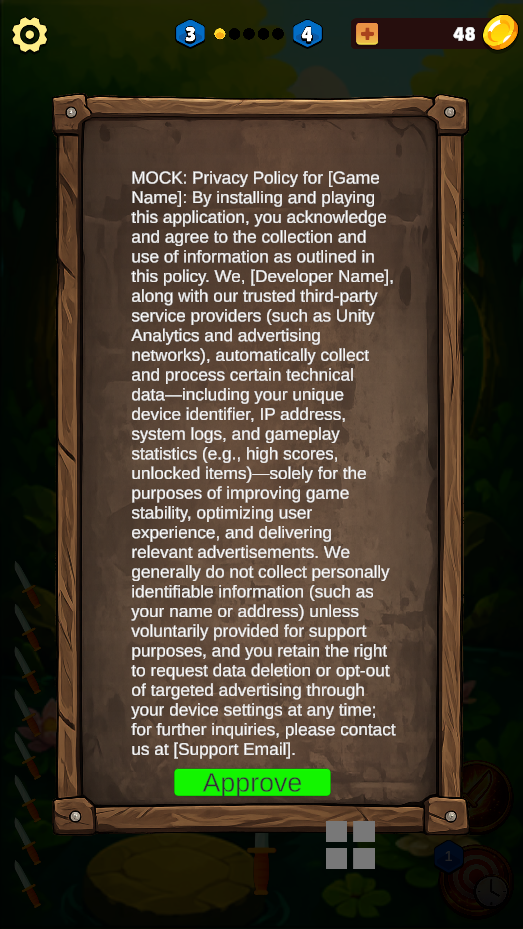 3
4
48
MOCK: Privacy Policy for [Game
Name]: By installing and playing
this application, you acknowledge
and agree to the collection and
use of information as outlined in
this policy. We, [Developer Name],
along with our trusted third-party
service providers (such as Unity
Analytics and advertising
networks), automatically collect
and process certain technical
data—including your unique
device identifier, IP address,
system logs, and gameplay
statistics (e.g., high scores,
unlocked items)—solely for the
purposes of improving game
stability, optimizing user
experience, and delivering
relevant advertisements. We
generally do not collect personally
identifiable information (such as
your name or address) unless
voluntarily provided for support
purposes, and you retain the right
to request data deletion or opt-out
of targeted advertising through
your device settings at any time;
for further inquiries, please contact
us at [Support Email].
Approve
1